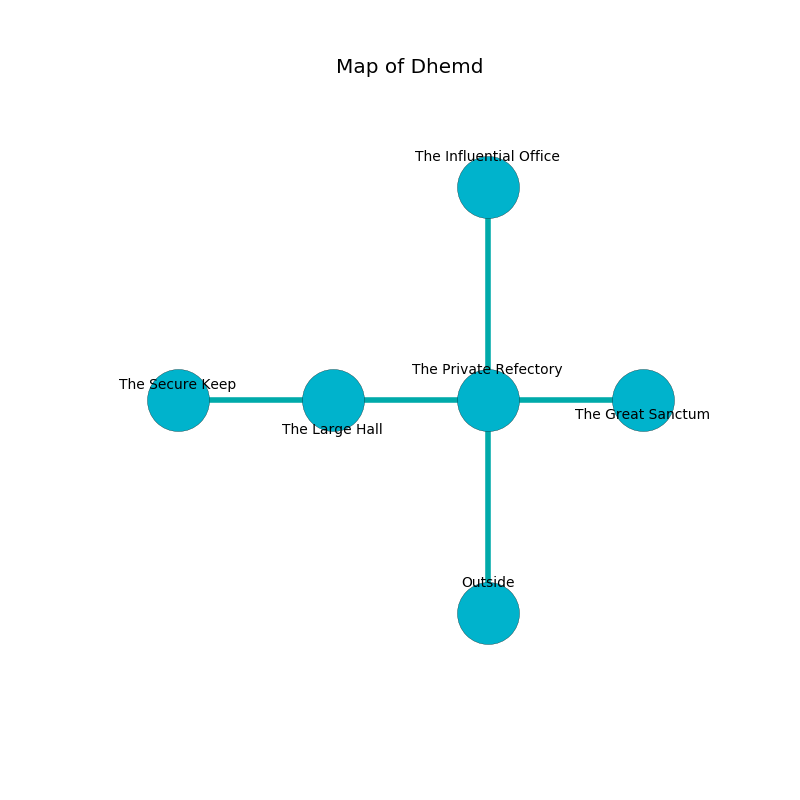 Map of Dhemd
The Influential Office
The Private Refectory
The Secure Keep
The Great Sanctum
The Large Hall
Outside